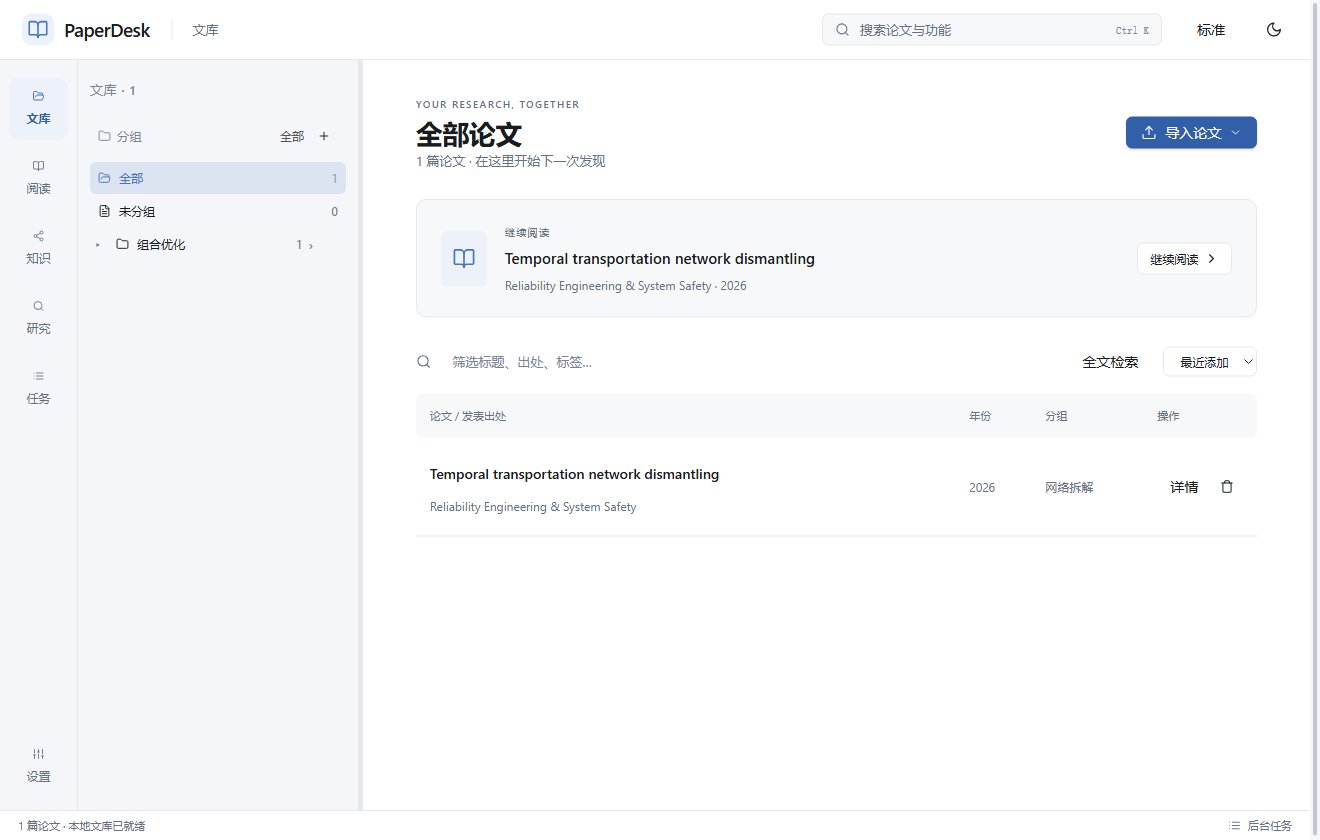 PaperDesk
文库
搜索论文与功能
Ctrl K
标准
文库
阅读
知识
研究
任务
设置
文库 · 1
分组
全部
+
全部
1
未分组
0
组合优化
1
YOUR RESEARCH, TOGETHER
全部论文
1 篇论文 · 在这里开始下一次发现
导入论文
继续阅读
Temporal transportation network dismantling
Reliability Engineering & System Safety · 2026
继续阅读
筛选标题、出处、标签...
全文检索
最近添加
论文 / 发表出处
年份
分组
操作
Temporal transportation network dismantling
Reliability Engineering & System Safety
2026
网络拆解
详情
1 篇论文 · 本地文库已就绪
后台任务